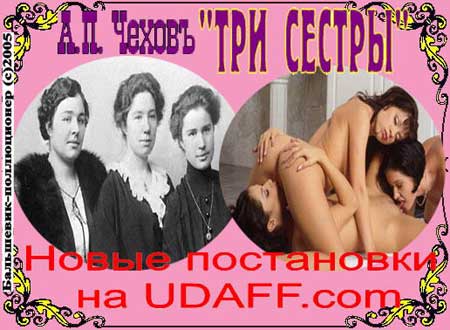 А.П. Чеховъ "ТРИ СЕСТРЫ"
Новые постановки
на UDAFF.com
Бальшевик-поллюционер (c)2005